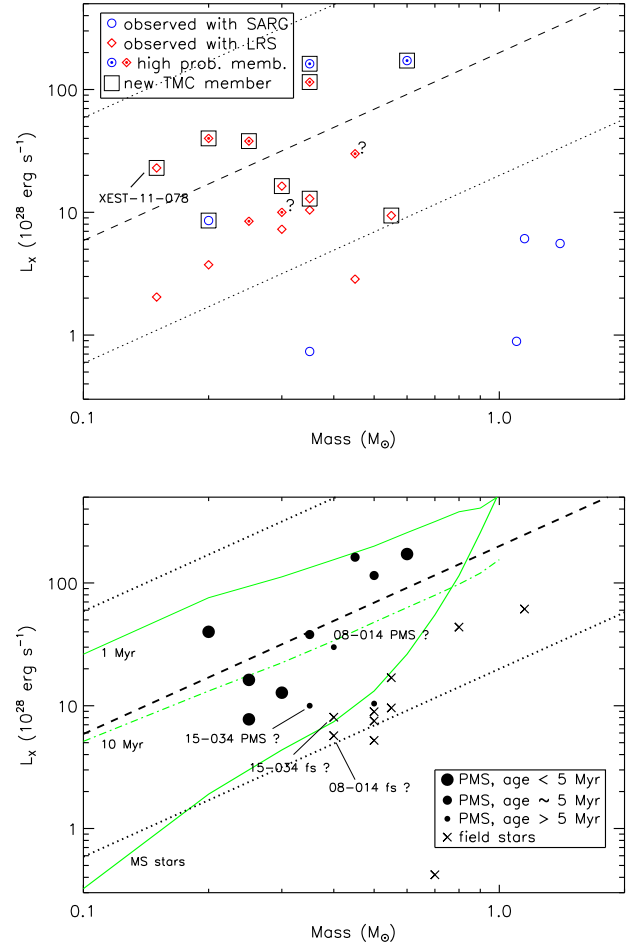 observed with SARG
observed with LRS
high prob. memb.
new TMC member
100
10
1
L_X (10^28 erg s^-1)
?
?
XEST-11-078
0.1
1.0
Mass (M_⊙)
100
10
1
L_X (10^28 erg s^-1)
08-014 PMS ?
1 Myr
10 Myr
15-034 PMS ?
15-034 fs ?
08-014 fs ?
MS stars
PMS, age < 5 Myr
PMS, age ~ 5 Myr
PMS, age > 5 Myr
field stars
0.1
1.0
Mass (M_⊙)